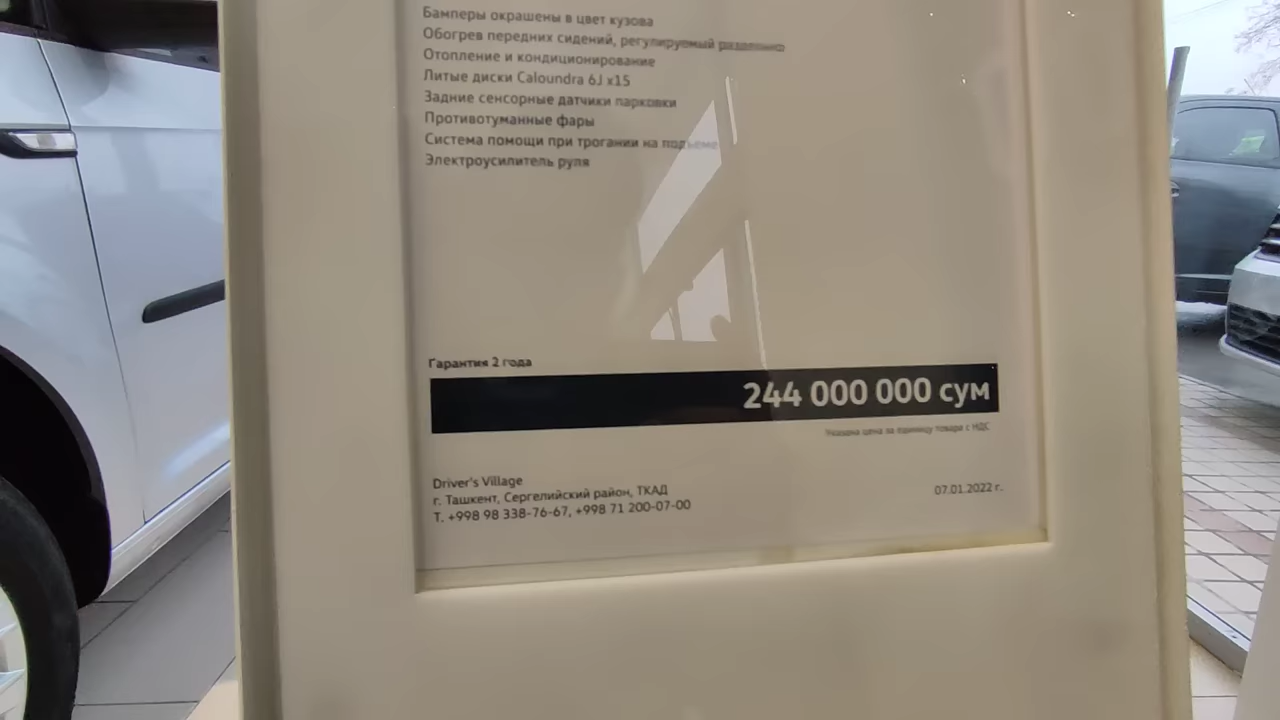 Бамперы окрашены в цвет кузова
Обогрев передних сидений, регулируемый раздельно
Отопление и кондиционирование
Литые диски Caloundra 6J x15
Задние сенсорные датчики парковки
Противотуманные фары
Система помощи при трогании на подъеме
Электроусилитель руля
Гарантия 2 года
244 000 000 сум
Указана цена за единицу товара с НДС
Driver's Village
г. Ташкент, Сергелийский район, ТКАД
07.01.2022 г.
Т. +998 98 338-76-67, +998 71 200-07-00